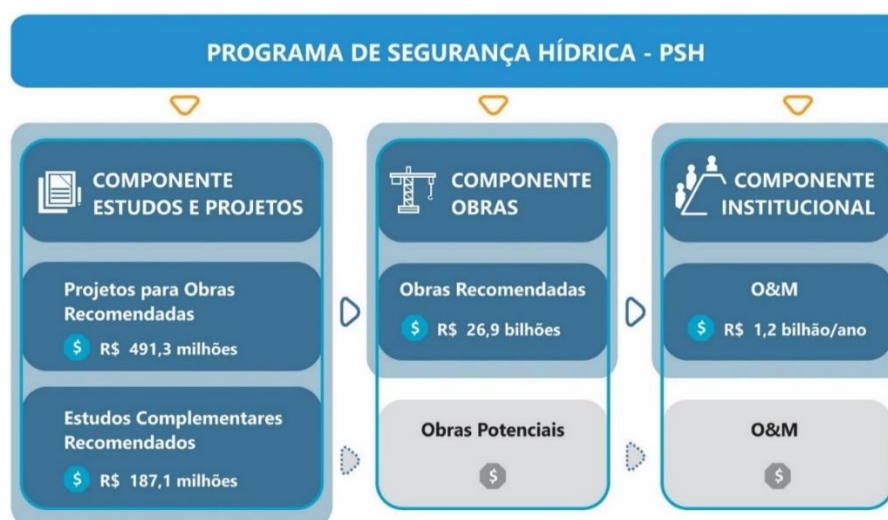 PROGRAMA DE SEGURANÇA HÍDRICA - PSH
COMPONENTE
ESTUDOS E PROJETOS
Projetos para Obras
Recomendadas
$ R$ 491,3 milhões
Estudos Complementares
Recomendados
$ R$ 187,1 milhões
COMPONENTE
OBRAS
Obras Recomendadas
$ R$ 26,9 bilhões
Obras Potenciais
$
COMPONENTE
INSTITUCIONAL
O&M
$ R$ 1,2 bilhão/ano
O&M
$